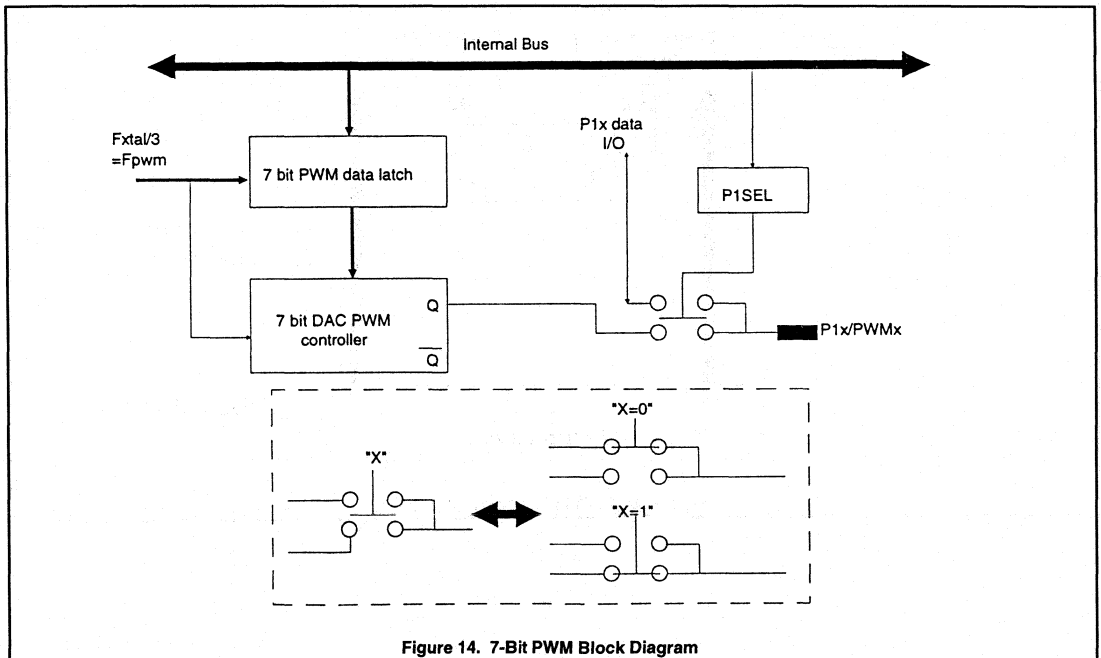 Internal Bus
Fxtal/3
=Fpwm
7 bit PWM data latch
P1x data
I/O
P1SEL
7 bit DAC PWM
controller
Q
Q
P1x/PWMx
"X"
"X=0"
"X=1"
Figure 14. 7-Bit PWM Block Diagram